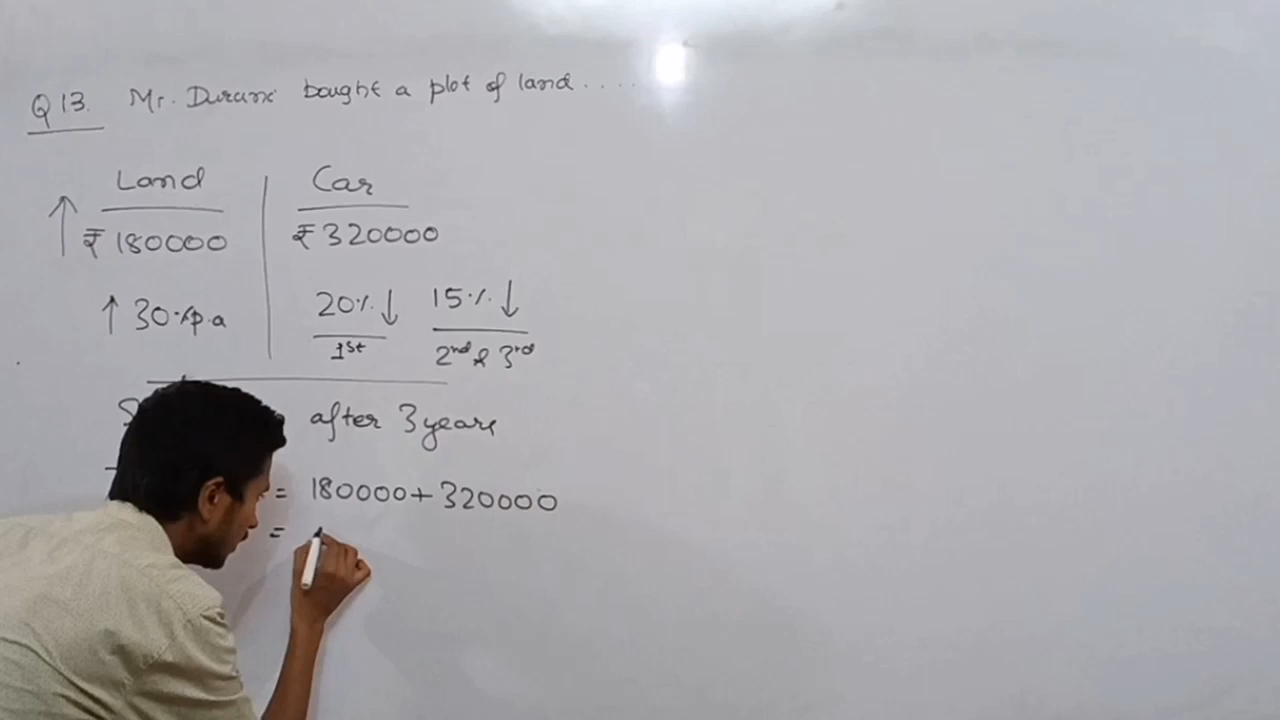 Q 13. Mr. Durani bought a plot of land.....
Land
₹ 180000
↑ 30% p.a
Car
₹ 320000
20% ↓ 15% ↓
1st 2nd & 3rd
after 3 years
= 180000 + 320000
=